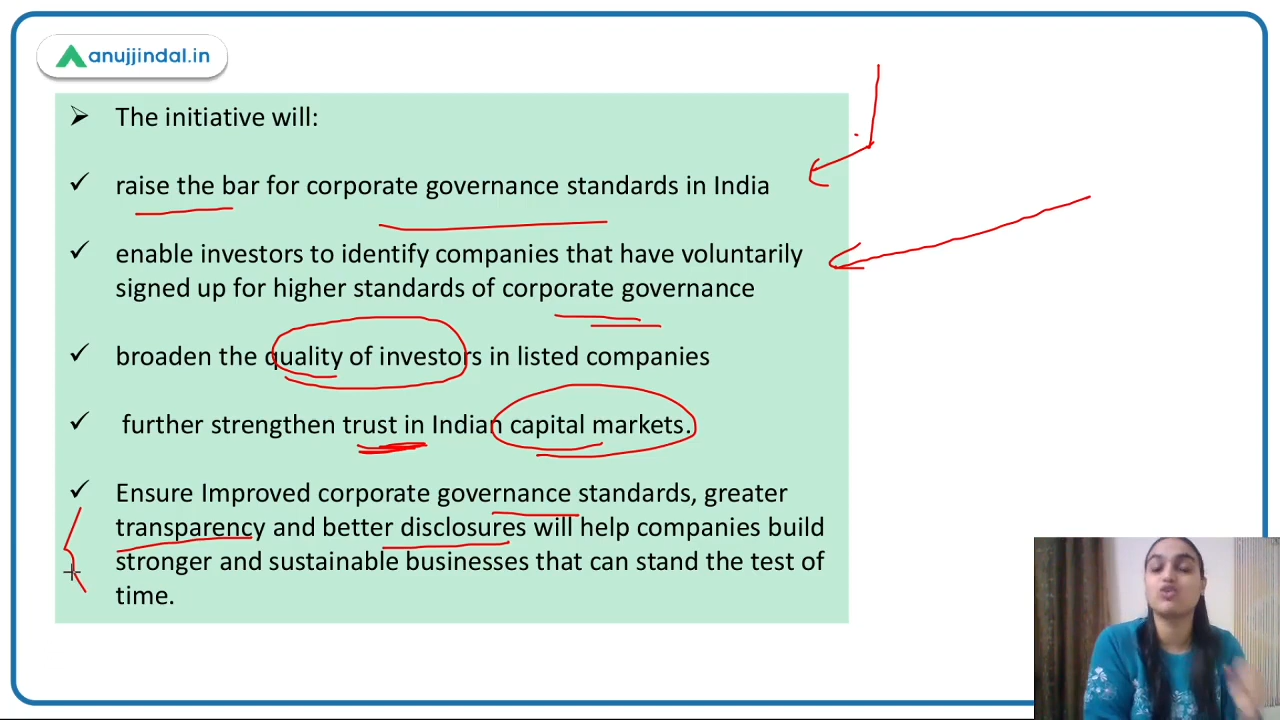 anujjindal.in
➢ The initiative will:
✓ raise the bar for corporate governance standards in India
✓ enable investors to identify companies that have voluntarily
signed up for higher standards of corporate governance
✓ broaden the quality of investors in listed companies
✓ further strengthen trust in Indian capital markets.
✓ Ensure Improved corporate governance standards, greater
transparency and better disclosures will help companies build
stronger and sustainable businesses that can stand the test of
time.